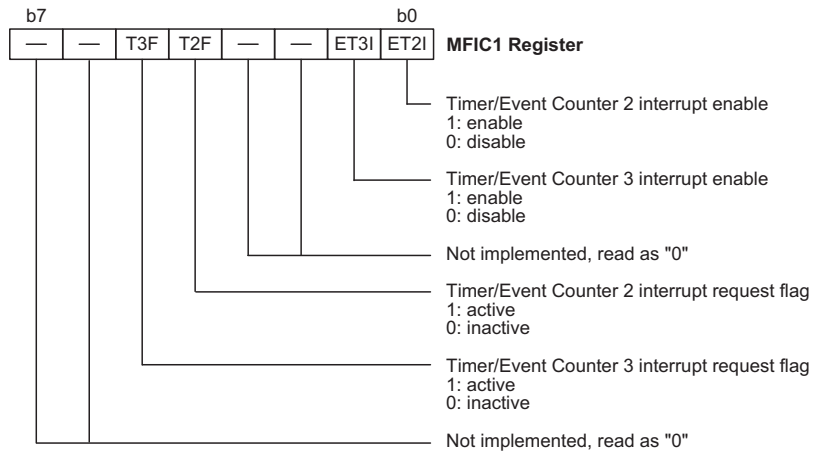 b7 b0
— — T3F T2F — — ET3I ET2I MFIC1 Register
Timer/Event Counter 2 interrupt enable
1: enable
0: disable
Timer/Event Counter 3 interrupt enable
1: enable
0: disable
Not implemented, read as "0"
Timer/Event Counter 2 interrupt request flag
1: active
0: inactive
Timer/Event Counter 3 interrupt request flag
1: active
0: inactive
Not implemented, read as "0"